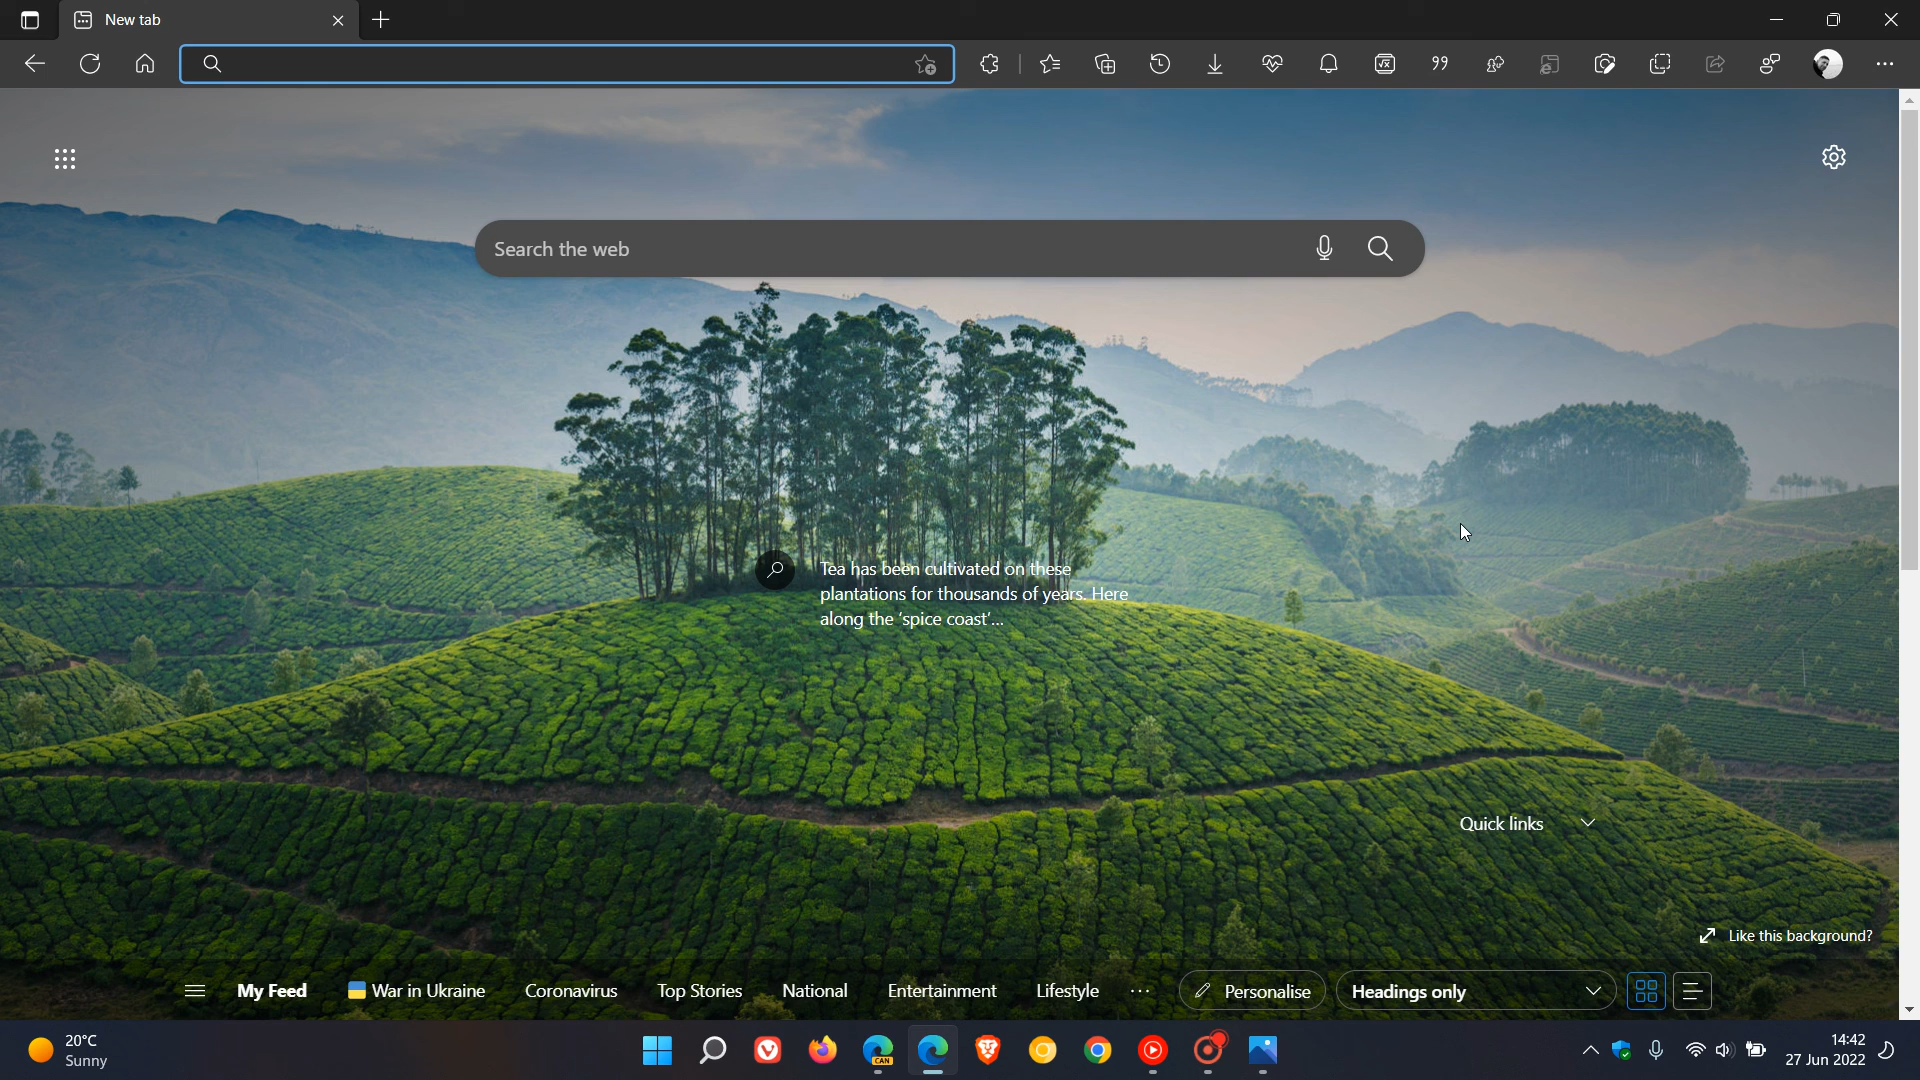 New tab
Search the web
Tea has been cultivated on these
plantations for thousands of years. Here
along the 'spice coast'...
Quick links
Like this background?
My Feed War in Ukraine Coronavirus Top Stories National Entertainment Lifestyle ... Personalise Headings only
20°C
Sunny
CAN
14:42
27 Jun 2022